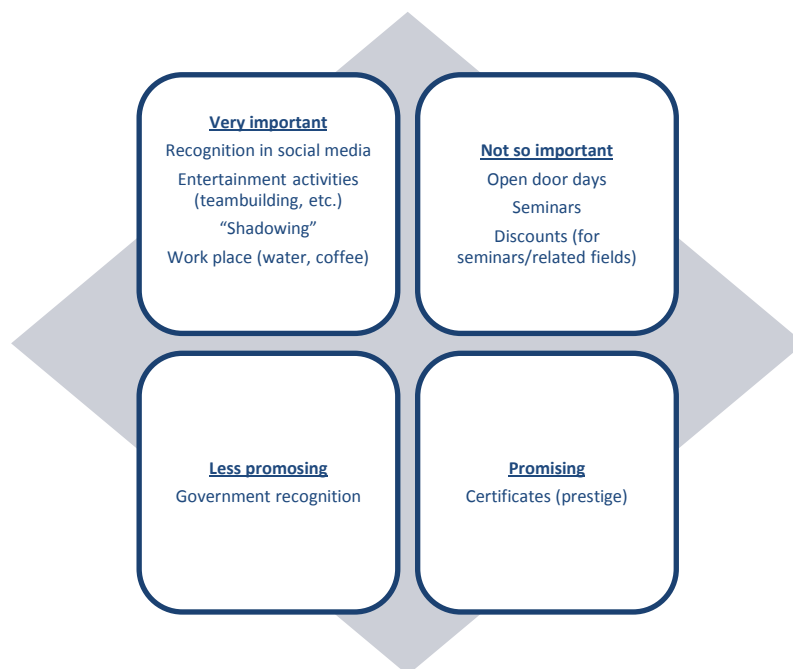 Very important
Recognition in social media
Entertainment activities
(teambuilding, etc.)
“Shadowing”
Work place (water, coffee)
Not so important
Open door days
Seminars
Discounts (for
seminars/related fields)
Less promosing
Government recognition
Promising
Certificates (prestige)